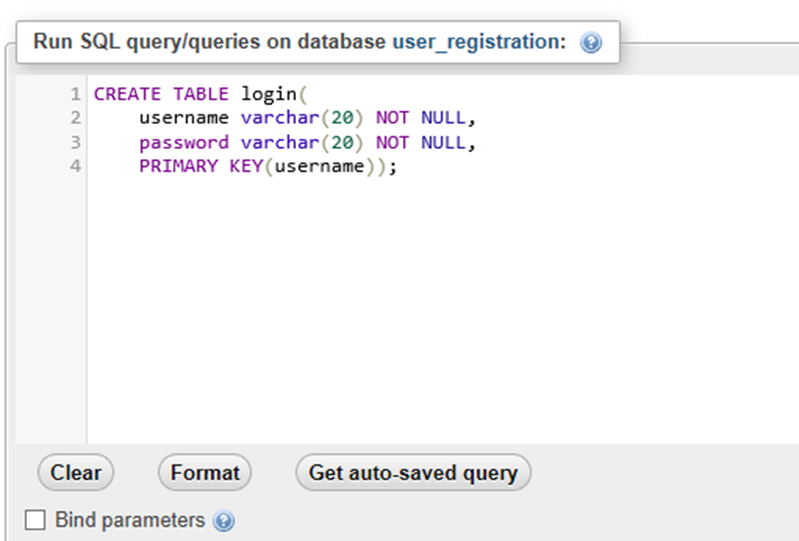 Run SQL query/queries on database user_registration:
1 CREATE TABLE login(
2 username varchar(20) NOT NULL,
3 password varchar(20) NOT NULL,
4 PRIMARY KEY(username));
Clear Format Get auto-saved query
Bind parameters